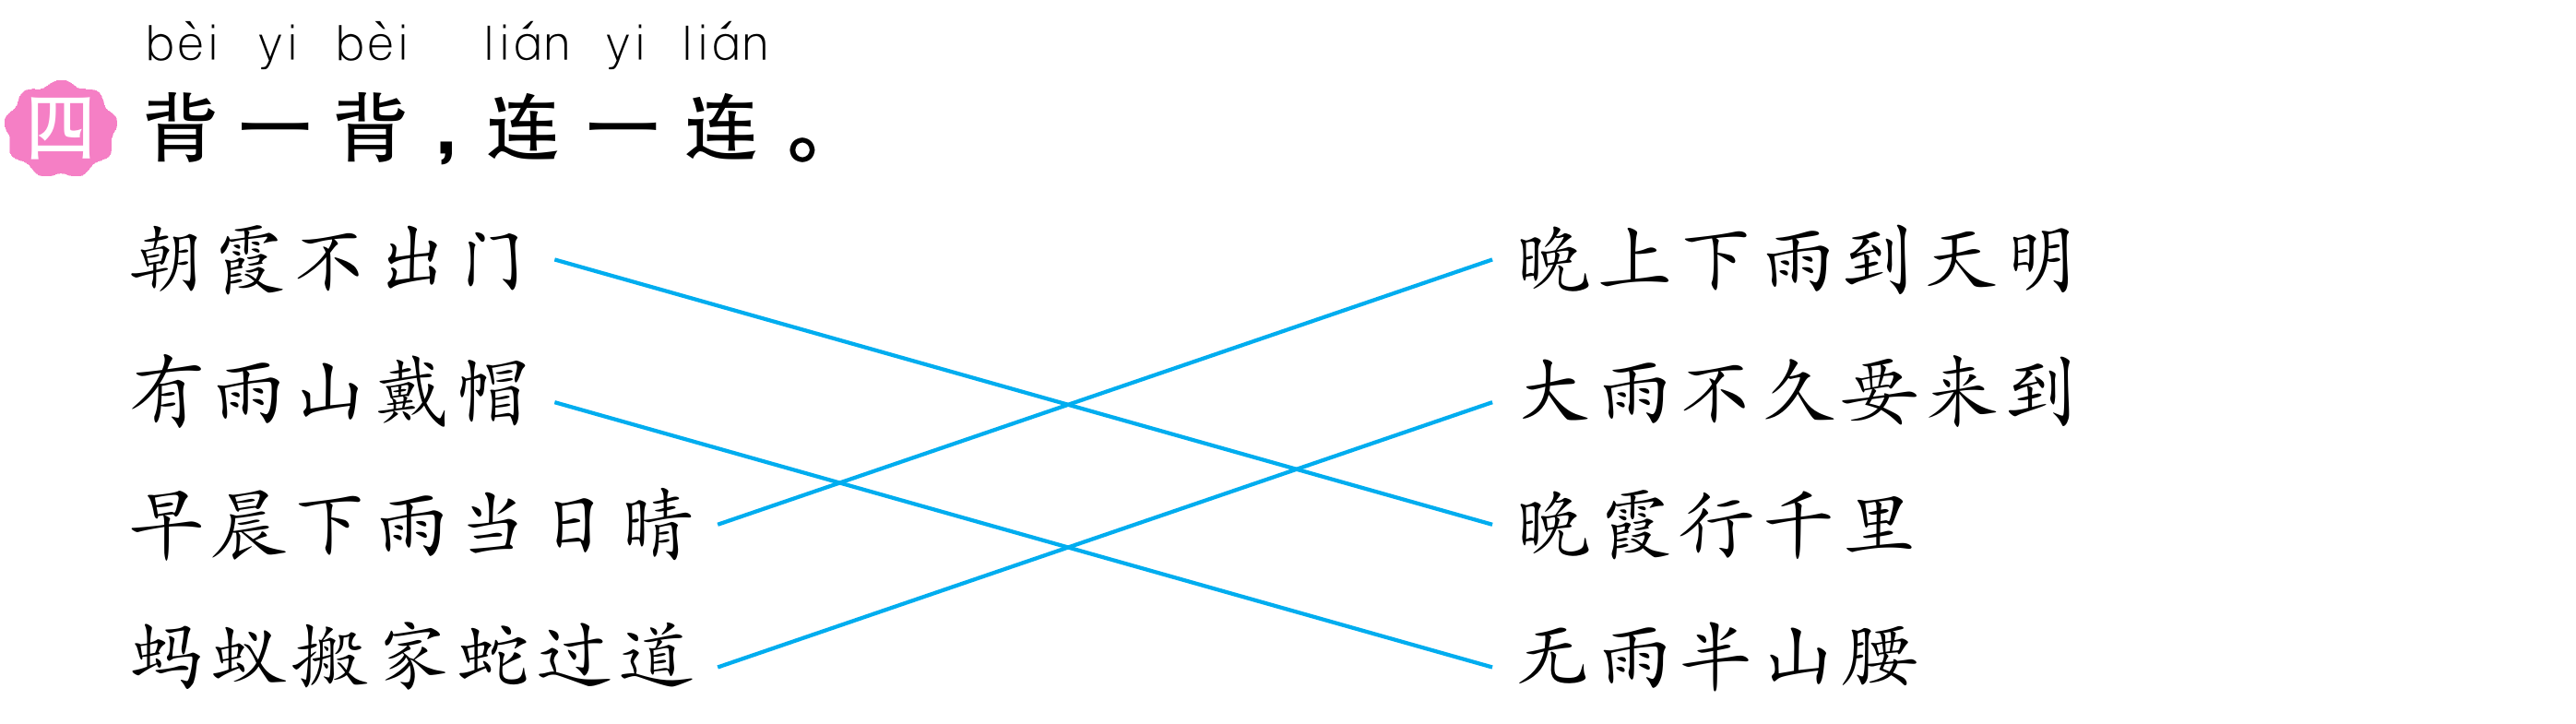 bèi yi bèi lián yi lián
四 背一背,连一连。
朝霞不出门 晚上下雨到天明
有雨山戴帽 大雨不久要来到
早晨下雨当日晴 晚霞行千里
蚂蚁搬家蛇过道 无雨半山腰